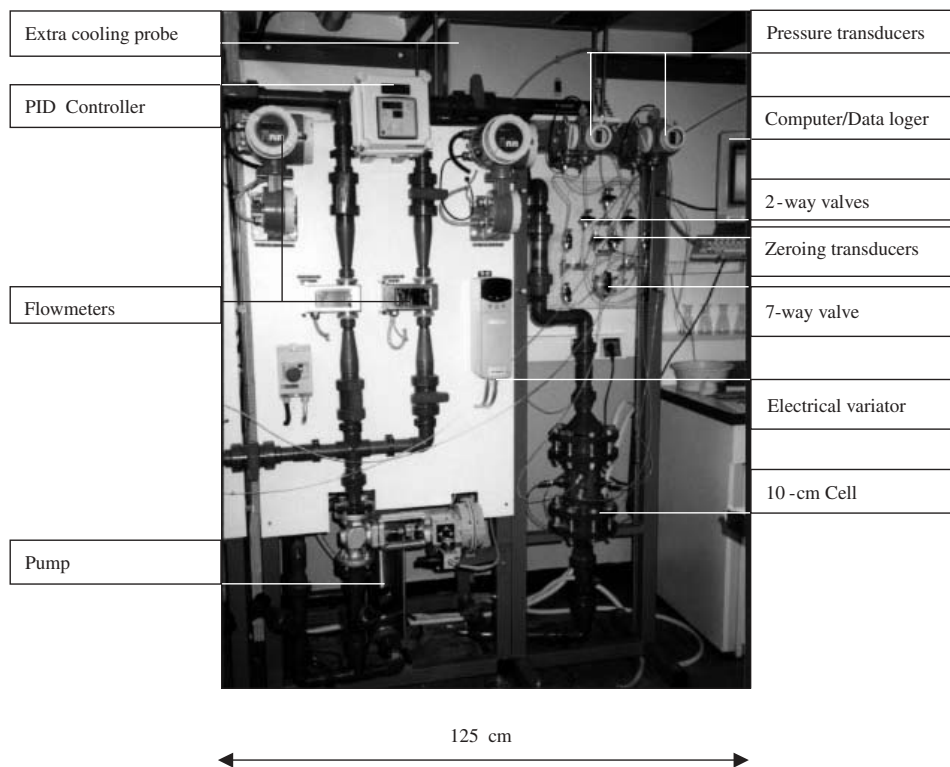 Extra cooling probe
PID Controller
Flowmeters
Pump
Pressure transducers
Computer/Data loger
2-way valves
Zeroing transducers
7-way valve
Electrical variator
10-cm Cell
125 cm